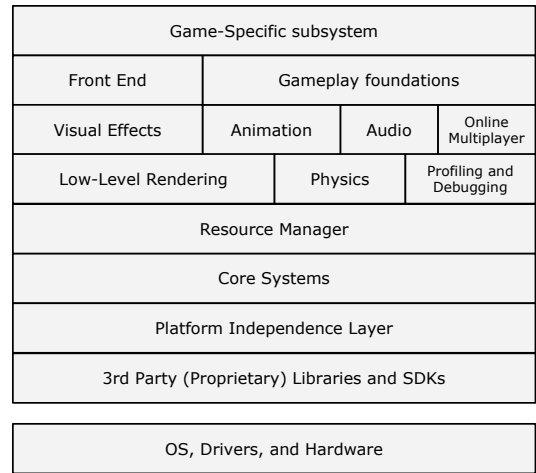 Game-Specific subsystem
Front End
Gameplay foundations
Visual Effects
Animation
Audio
Online
Multiplayer
Low-Level Rendering
Physics
Profiling and
Debugging
Resource Manager
Core Systems
Platform Independence Layer
3rd Party (Proprietary) Libraries and SDKs
OS, Drivers, and Hardware